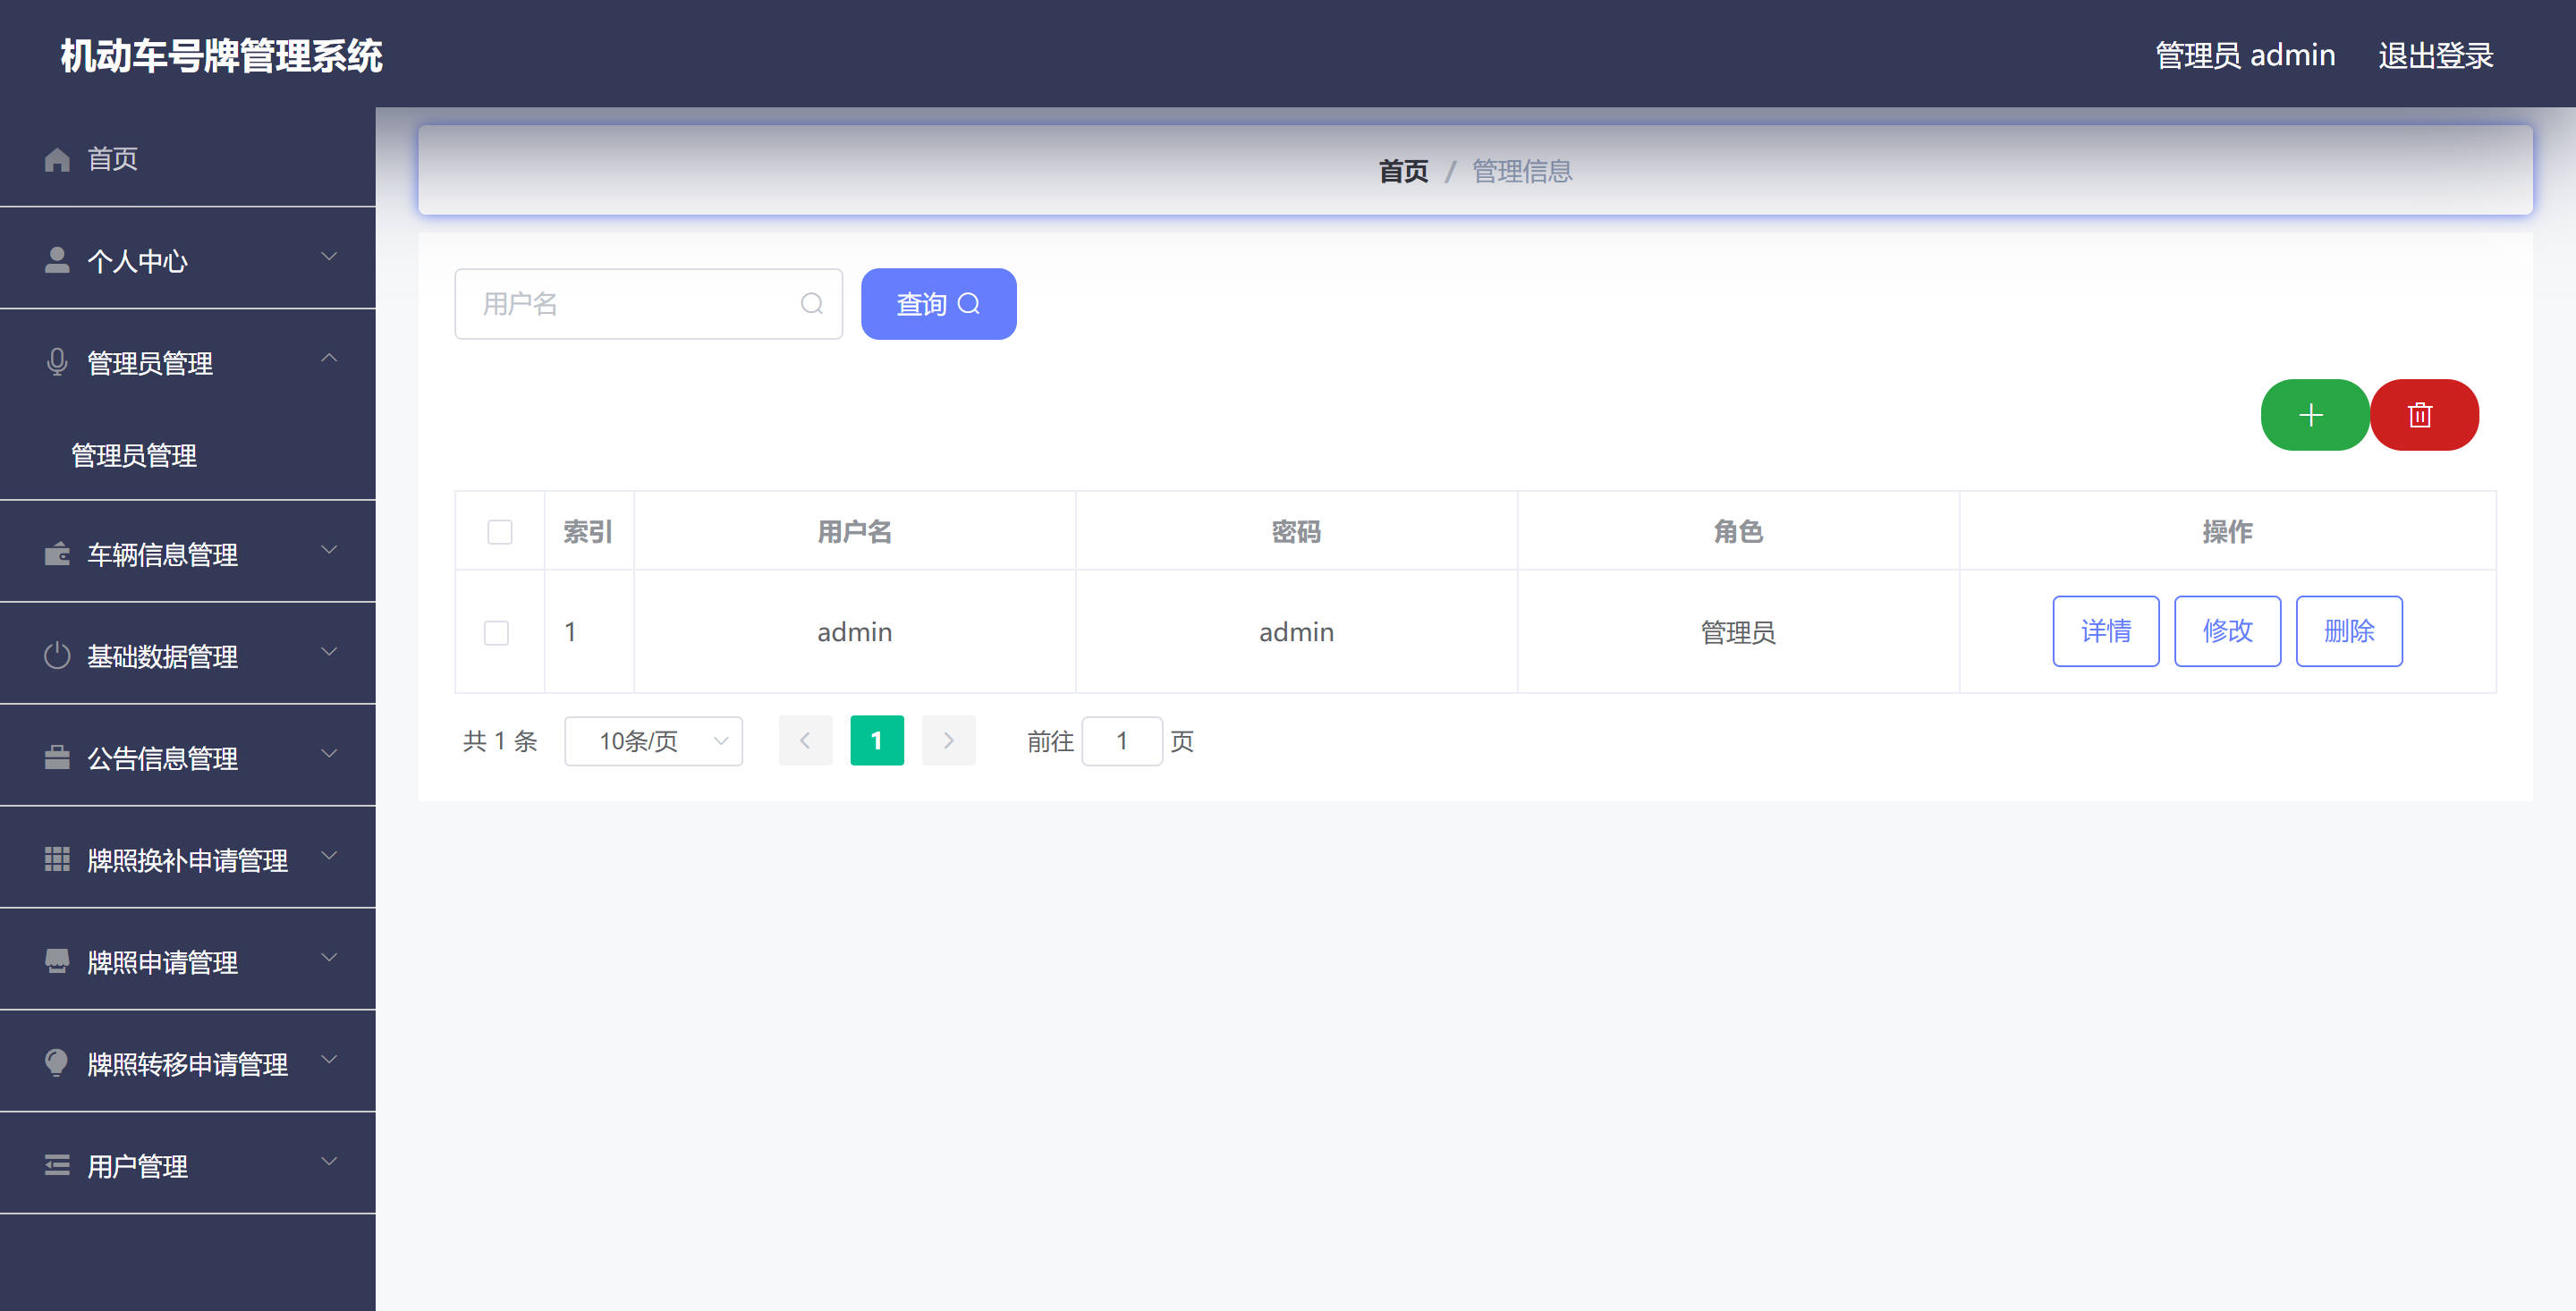 机动车号牌管理系统
管理员 admin 退出登录
首页
个人中心
管理员管理
管理员管理
车辆信息管理
基础数据管理
公告信息管理
牌照换补申请管理
牌照申请管理
牌照转移申请管理
用户管理
首页 / 管理信息
用户名 查询
索引 用户名 密码 角色 操作
1 admin admin 管理员 详情 修改 删除
共 1 条 10条/页 1 前往 1 页